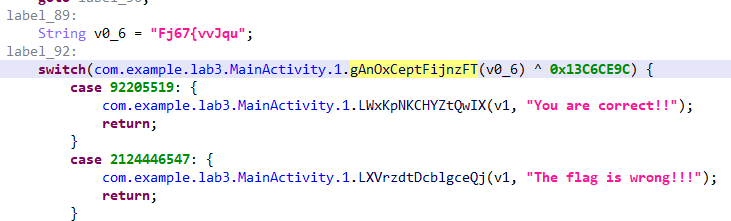 label_89:
String v0_6 = "Fj67{vvJqu";
label_92:
switch(com.example.lab3.MainActivity.1.gAnOxCeptFijnzFT(v0_6) ^ 0x13C6CE9C) {
case 92205519: {
com.example.lab3.MainActivity.1.LWxKpNKCHYZtQwIX(v1, "You are correct!!");
return;
}
case 2124446547: {
com.example.lab3.MainActivity.1.LXVrzdtDcblgceQj(v1, "The flag is wrong!!!");
return;
}